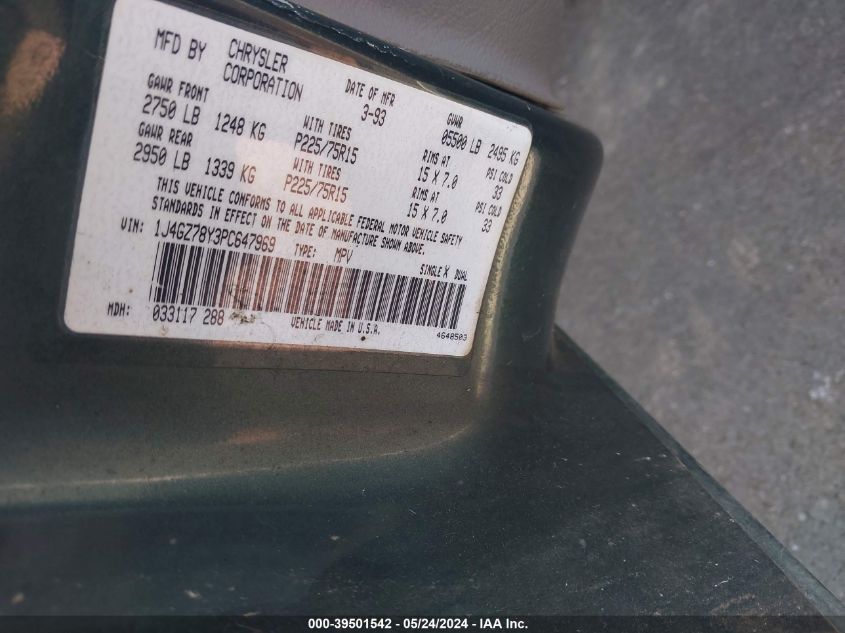 MFD BY CHRYSLER CORPORATION DATE OF MFR 3-93 GVWR 05500 LB 2495 KG
GAWR FRONT WITH TIRES RIMS AT PSI COLD
2750 LB 1248 KG P225/75R15 15 X 7.0 33
GAWR REAR WITH TIRES RIMS AT PSI COLD
2950 LB 1339 KG P225/75R15 15 X 7.0 33
THIS VEHICLE CONFORMS TO ALL APPLICABLE FEDERAL MOTOR VEHICLE SAFETY
STANDARDS IN EFFECT ON THE DATE OF MANUFACTURE SHOWN ABOVE.
VIN: 1J4GZ78Y3PC647969 TYPE: MPV SINGLE X DUAL
MDH: 033117 288 VEHICLE MADE IN U.S.A. 4648503
000-39501542 - 05/24/2024 - IAA Inc.